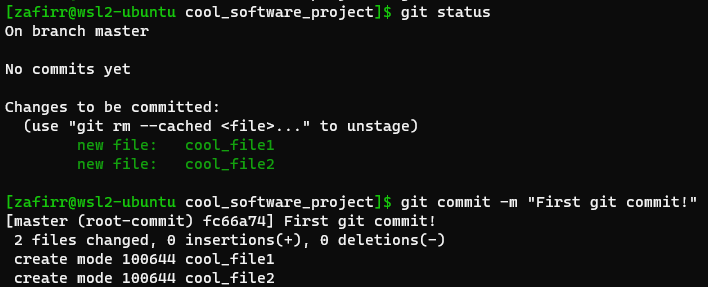 [zafirr@wsl2-ubuntu cool_software_project]$ git status
On branch master
No commits yet
Changes to be committed:
(use "git rm --cached <file>..." to unstage)
new file: cool_file1
new file: cool_file2
[zafirr@wsl2-ubuntu cool_software_project]$ git commit -m "First git commit!"
[master (root-commit) fc66a74] First git commit!
2 files changed, 0 insertions(+), 0 deletions(-)
create mode 100644 cool_file1
create mode 100644 cool_file2